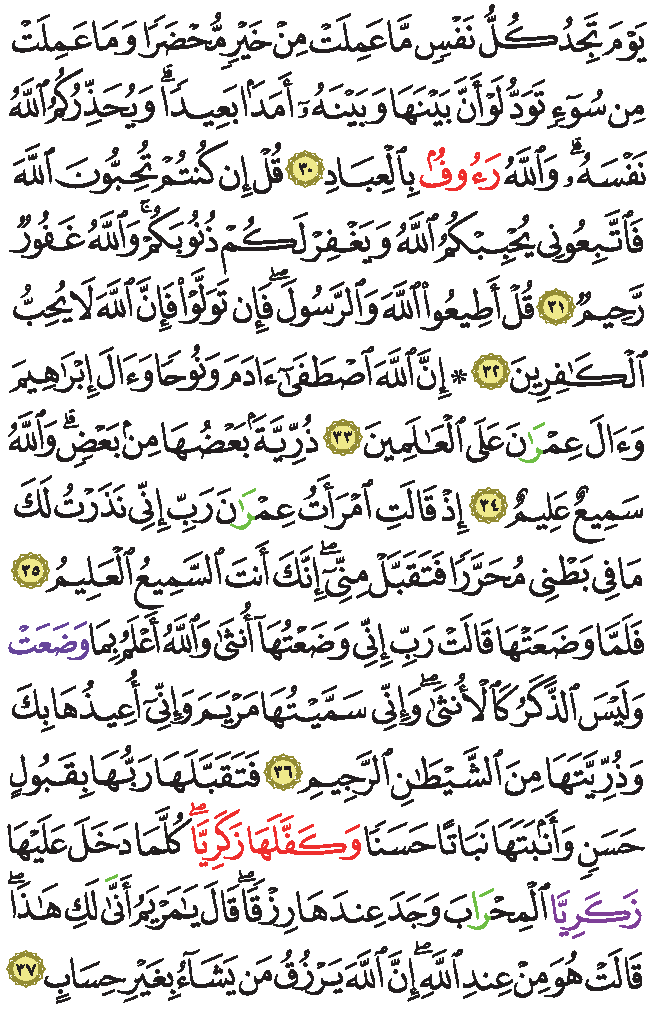 يَوْمَ تَجِدُ كُلُّ نَفْسٍ مَّا عَمِلَتْ مِنْ خَيْرٍ مُّحْضَرًا وَمَا عَمِلَتْ
مِن سُوٓءٍ تَوَدُّ لَوْ أَنَّ بَيْنَهَا وَبَيْنَهُۥٓ أَمَدَۢا بَعِيدًاۗ وَيُحَذِّرُكُمُ ٱللَّهُ
نَفْسَهُۥۗ وَٱللَّهُ رَءُوفُۢ بِٱلْعِبَادِ ٣٠ قُلْ إِن كُنتُمْ تُحِبُّونَ ٱللَّهَ
فَٱتَّبِعُونِي يُحْبِبْكُمُ ٱللَّهُ وَيَغْفِرْ لَكُمْ ذُنُوبَكُمْۚ وَٱللَّهُ غَفُورٌ
رَّحِيمٌ ٣١ قُلْ أَطِيعُوا۟ ٱللَّهَ وَٱلرَّسُولَۖ فَإِن تَوَلَّوْا۟ فَإِنَّ ٱللَّهَ لَا يُحِبُّ
ٱلْكَٰفِرِينَ ٣٢ ۞ إِنَّ ٱللَّهَ ٱصْطَفَىٰٓ ءَادَمَ وَنُوحًا وَءَالَ إِبْرَٰهِيمَ
وَءَالَ عِمْرَٰنَ عَلَى ٱلْعَٰلَمِينَ ٣٣ ذُرِّيَّةَۢ بَعْضُهَا مِنۢ بَعْضٍۗ وَٱللَّهُ
سَمِيعٌ عَلِيمٌ ٣٤ إِذْ قَالَتِ ٱمْرَأَتُ عِمْرَٰنَ رَبِّ إِنِّي نَذَرْتُ لَكَ
مَا فِي بَطْنِي مُحَرَّرًا فَتَقَبَّلْ مِنِّيٓۖ إِنَّكَ أَنتَ ٱلسَّمِيعُ ٱلْعَلِيمُ ٣٥
فَلَمَّا وَضَعَتْهَا قَالَتْ رَبِّ إِنِّي وَضَعْتُهَآ أُنثَىٰ وَٱللَّهُ أَعْلَمُ بِمَا وَضَعَتْ
وَلَيْسَ ٱلذَّكَرُ كَٱلْأُنثَىٰۖ وَإِنِّي سَمَّيْتُهَا مَرْيَمَ وَإِنِّيٓ أُعِيذُهَا بِكَ
وَذُرِّيَّتَهَا مِنَ ٱلشَّيْطَٰنِ ٱلرَّجِيمِ ٣٦ فَتَقَبَّلَهَا رَبُّهَا بِقَبُولٍ
حَسَنٍ وَأَنۢبَتَهَا نَبَاتًا حَسَنًا وَكَفَّلَهَا زَكَرِيَّاۖ كُلَّمَا دَخَلَ عَلَيْهَا
زَكَرِيَّا ٱلْمِحْرَابَ وَجَدَ عِندَهَا رِزْقًاۖ قَالَ يَٰمَرْيَمُ أَنَّىٰ لَكِ هَٰذَاۖ
قَالَتْ هُوَ مِنْ عِندِ ٱللَّهِۖ إِنَّ ٱللَّهَ يَرْزُقُ مَن يَشَآءُ بِغَيْرِ حِسَابٍ ٣٧